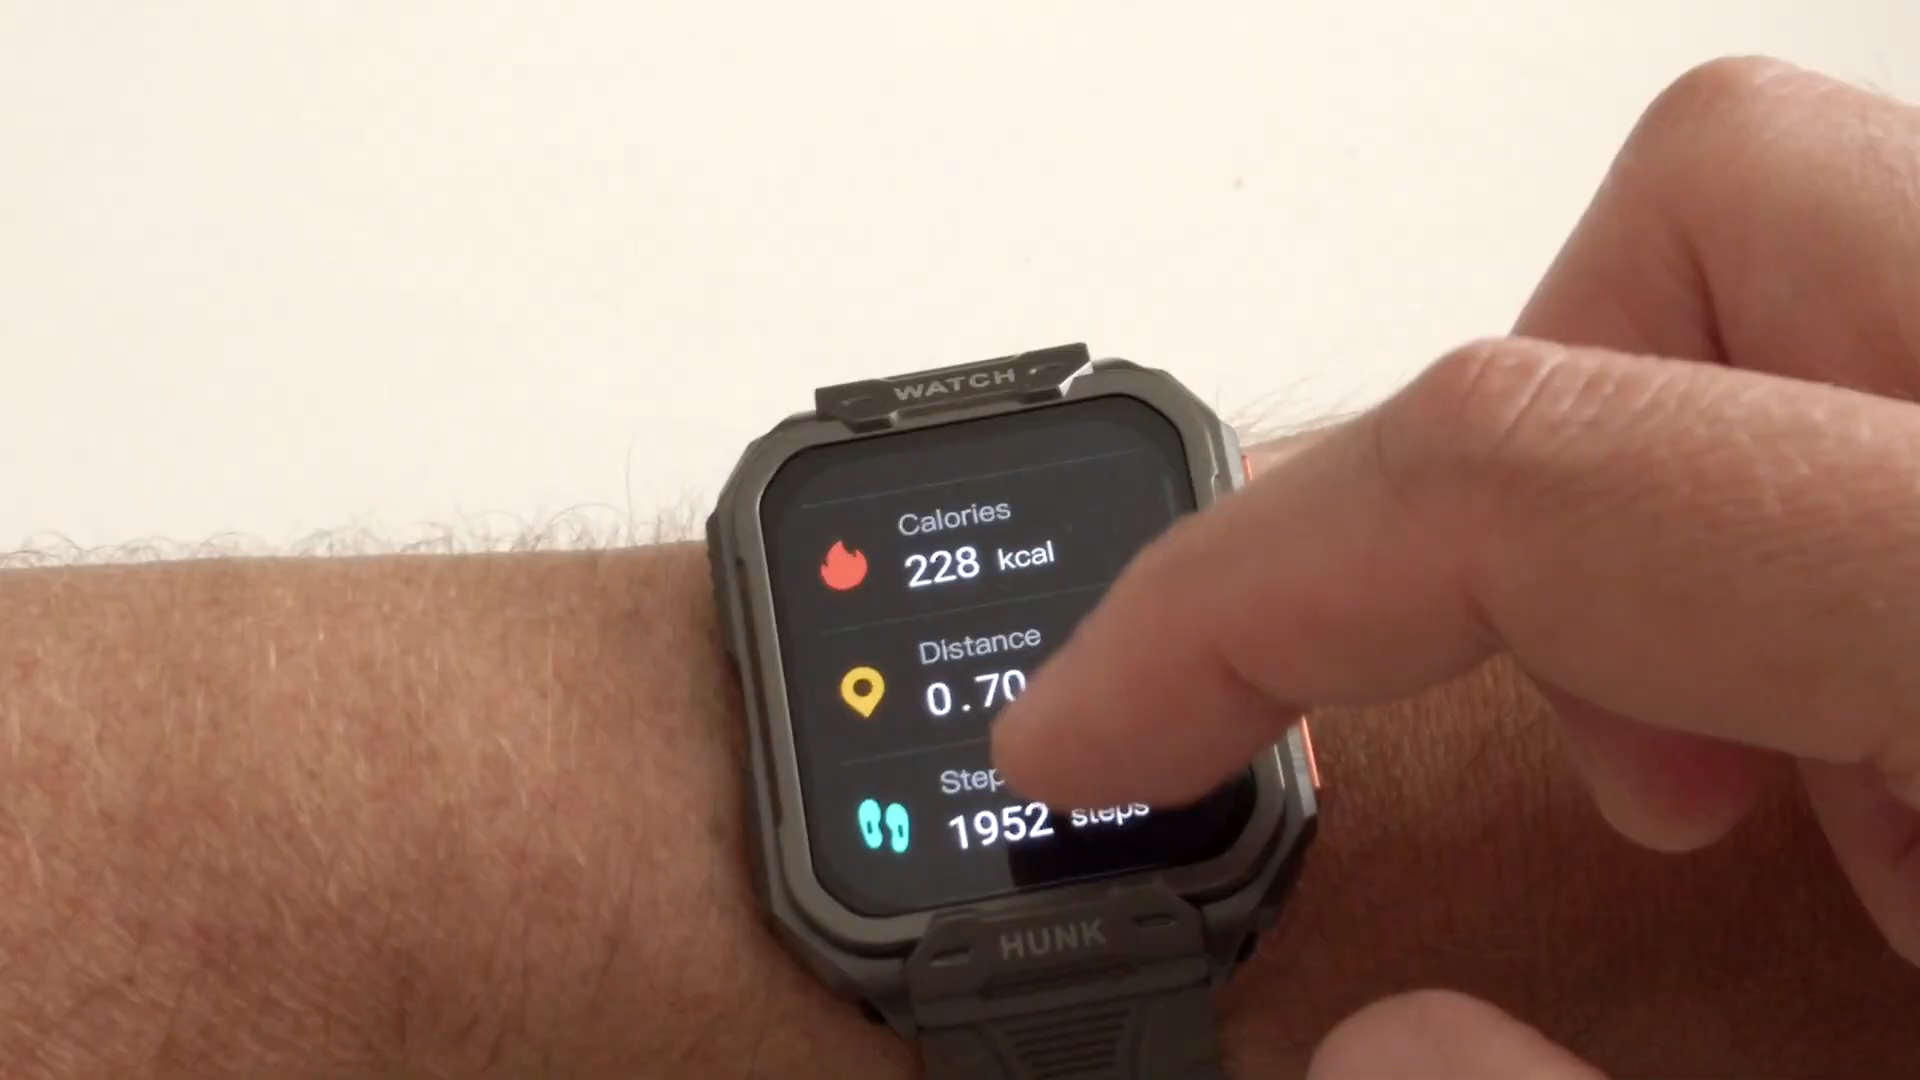 WATCH
Calories
228 kcal
Distance
0.70
1952 steps
HUNK